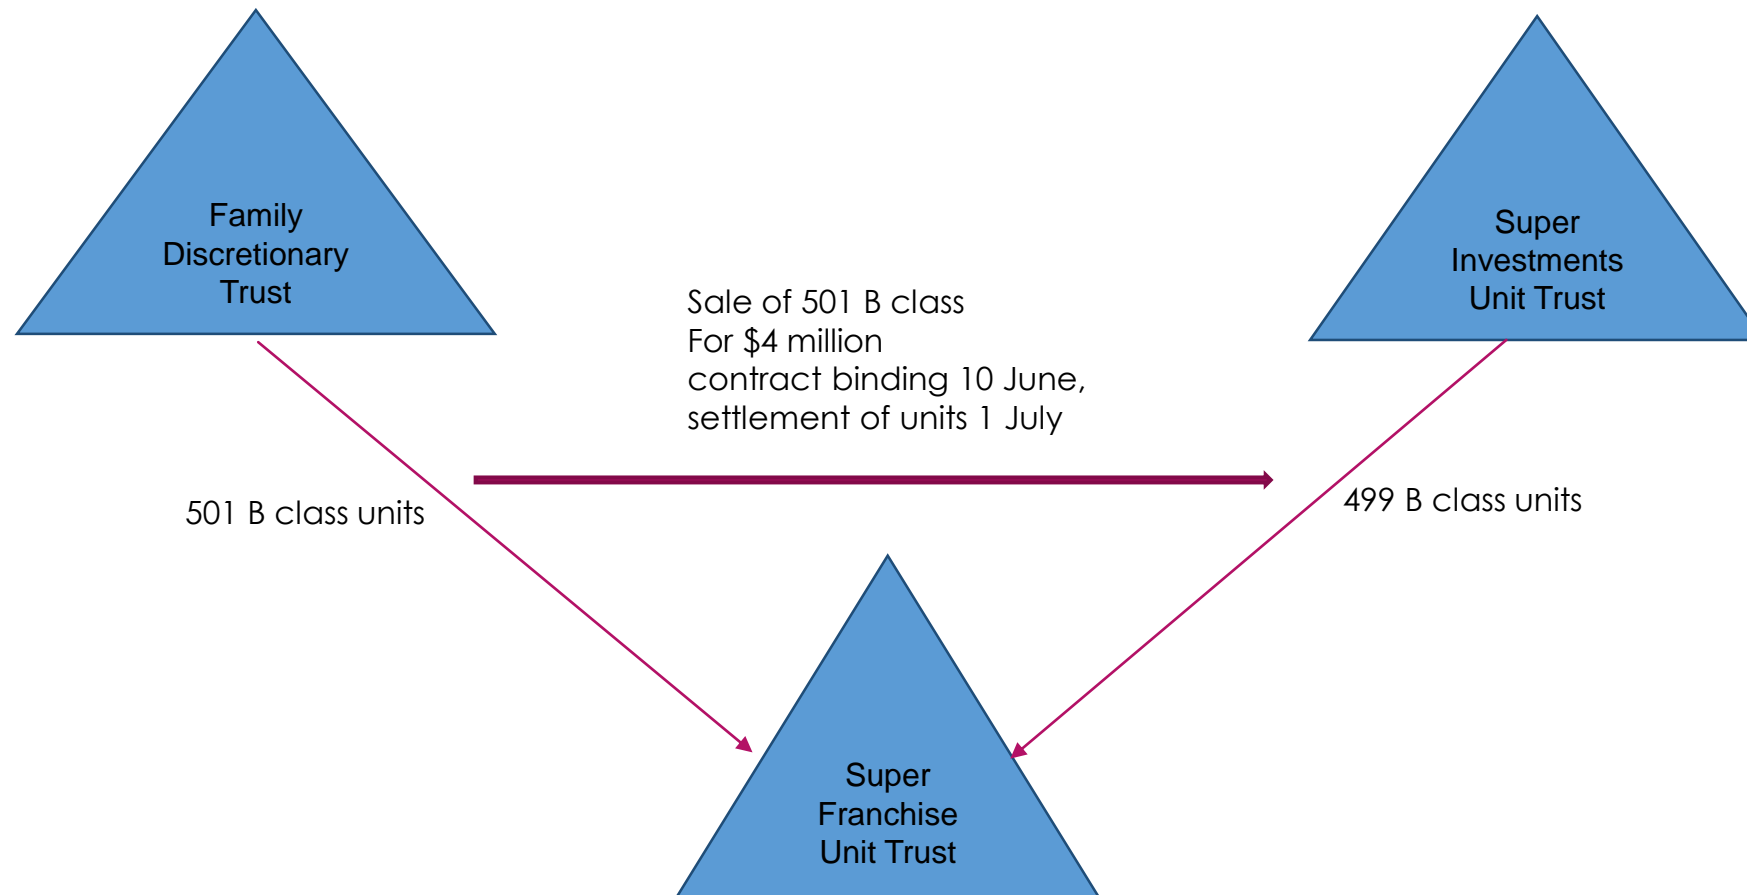 Family
Discretionary
Trust
Super
Investments
Unit Trust
Sale of 501 B class
For $4 million
contract binding 10 June,
settlement of units 1 July
501 B class units
499 B class units
Super
Franchise
Unit Trust